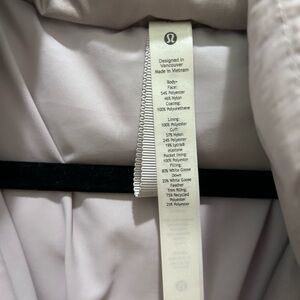 Designed in
Vancouver
Made in Vietnam
Body:
Face:
54% Polyester
46% Nylon
Coating:
100% Polyurethane
Lining:
100% Polyester
Cuff:
57% Nylon
24% Polyester
19% Lycra®
elastane
Pocket lining:
100% Polyester
Filling:
80% White Goose
Down
20% White Goose
Feather
Trim filling:
75% Recycled
Polyester
25% Polyester